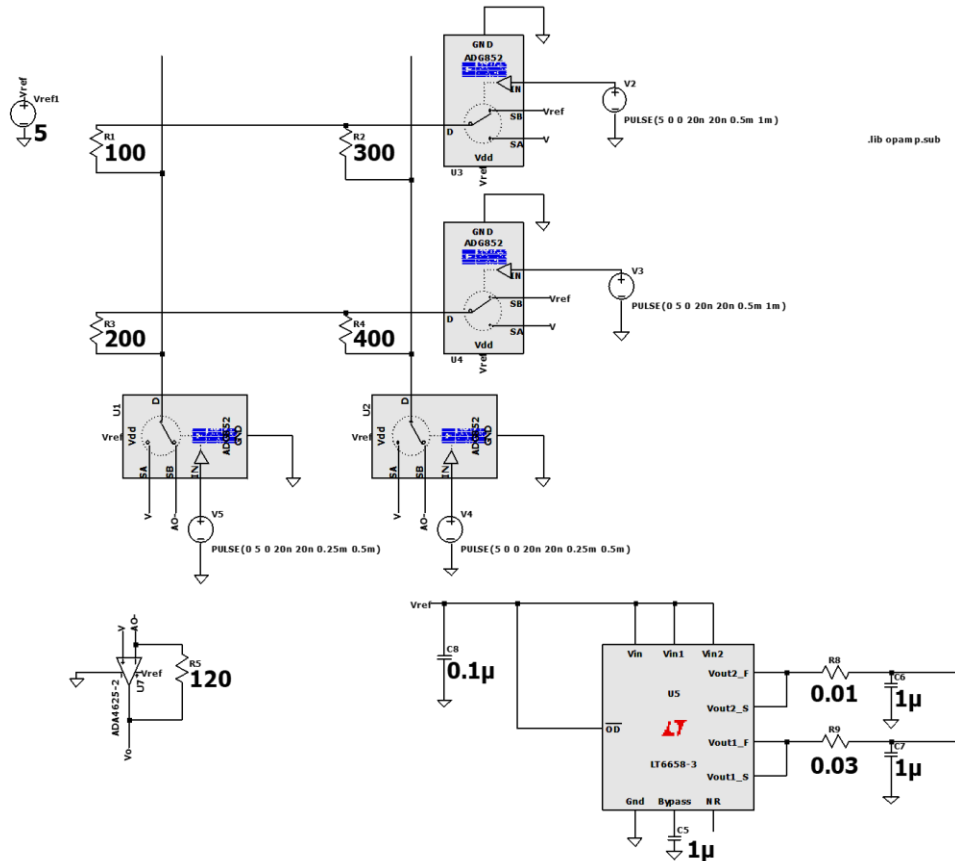 Vref
Vref1
5
R1
100
R2
300
GND
ADG852
IN
D
SB
Vref
SA
V
Vdd
U3
Vref
V2
PULSE(5 0 0 20n 20n 0.5m 1m)
.lib opamp.sub
R3
200
R4
400
GND
ADG852
IN
D
SB
Vref
SA
V
Vdd
U4
Vref
V3
PULSE(0 5 0 20n 20n 0.5m 1m)
U1
D
Vref
Vdd
ADG852
GND
SA
SB
IN
V
AO-
V5
PULSE(0 5 0 20n 20n 0.25m 0.5m)
U2
D
Vref
Vdd
ADG852
GND
SA
SB
IN
V
AO-
V4
PULSE(5 0 0 20n 20n 0.25m 0.5m)
V
AO-
Vref
U7
ADA4625-2
R5
120
Vo
Vref
C8
0.1µ
Vin
Vin1
Vin2
U5
OD
LT6658-3
Vout2_F
Vout2_S
Vout1_F
Vout1_S
Gnd
Bypass
NR
C5
1µ
R8
0.01
C6
1µ
R9
0.03
C7
1µ